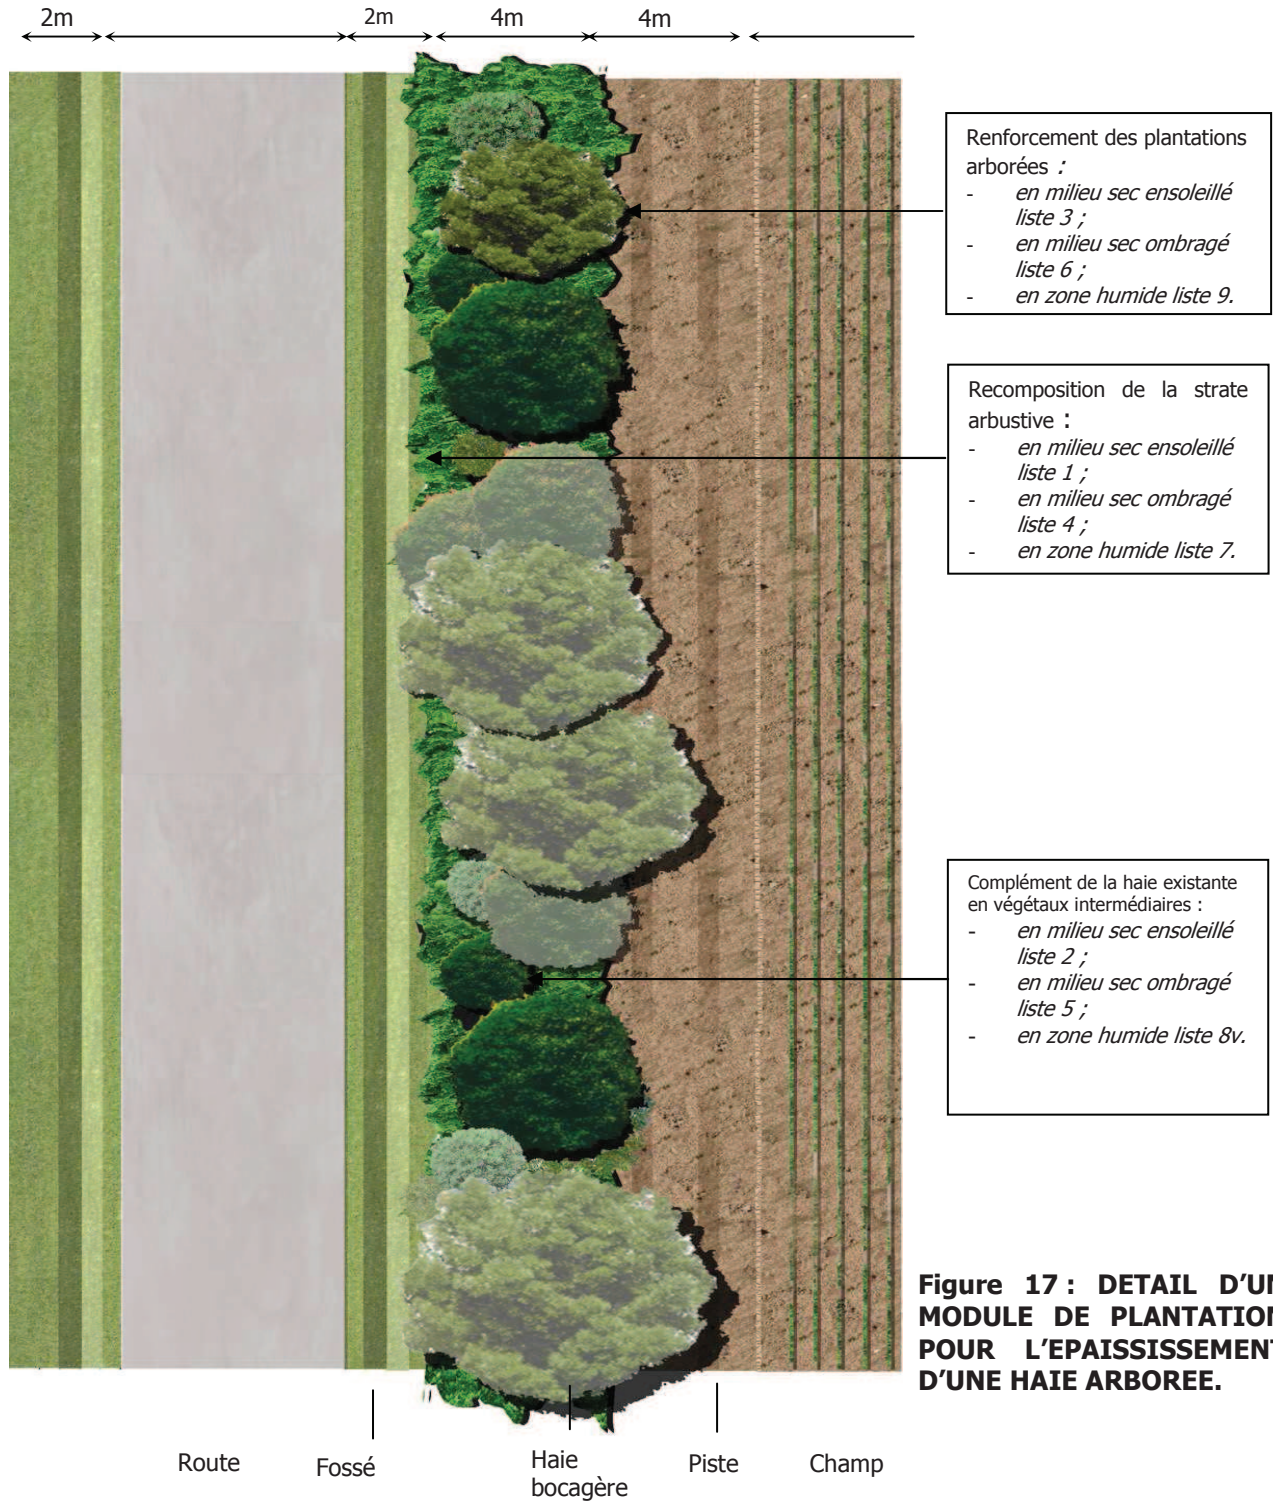 2m 2m 4m 4m
Renforcement des plantations
arborées :
- en milieu sec ensoleillé
liste 3 ;
- en milieu sec ombragé
liste 6 ;
- en zone humide liste 9.
Recomposition de la strate
arbustive :
- en milieu sec ensoleillé
liste 1 ;
- en milieu sec ombragé
liste 4 ;
- en zone humide liste 7.
Complément de la haie existante
en végétaux intermédiaires :
- en milieu sec ensoleillé
liste 2 ;
- en milieu sec ombragé
liste 5 ;
- en zone humide liste 8v.
Figure 17 : DETAIL D'UN
MODULE DE PLANTATION
POUR L'EPAISSISSEMENT
D'UNE HAIE ARBOREE.
Route Fossé Haie Piste Champ
bocagère